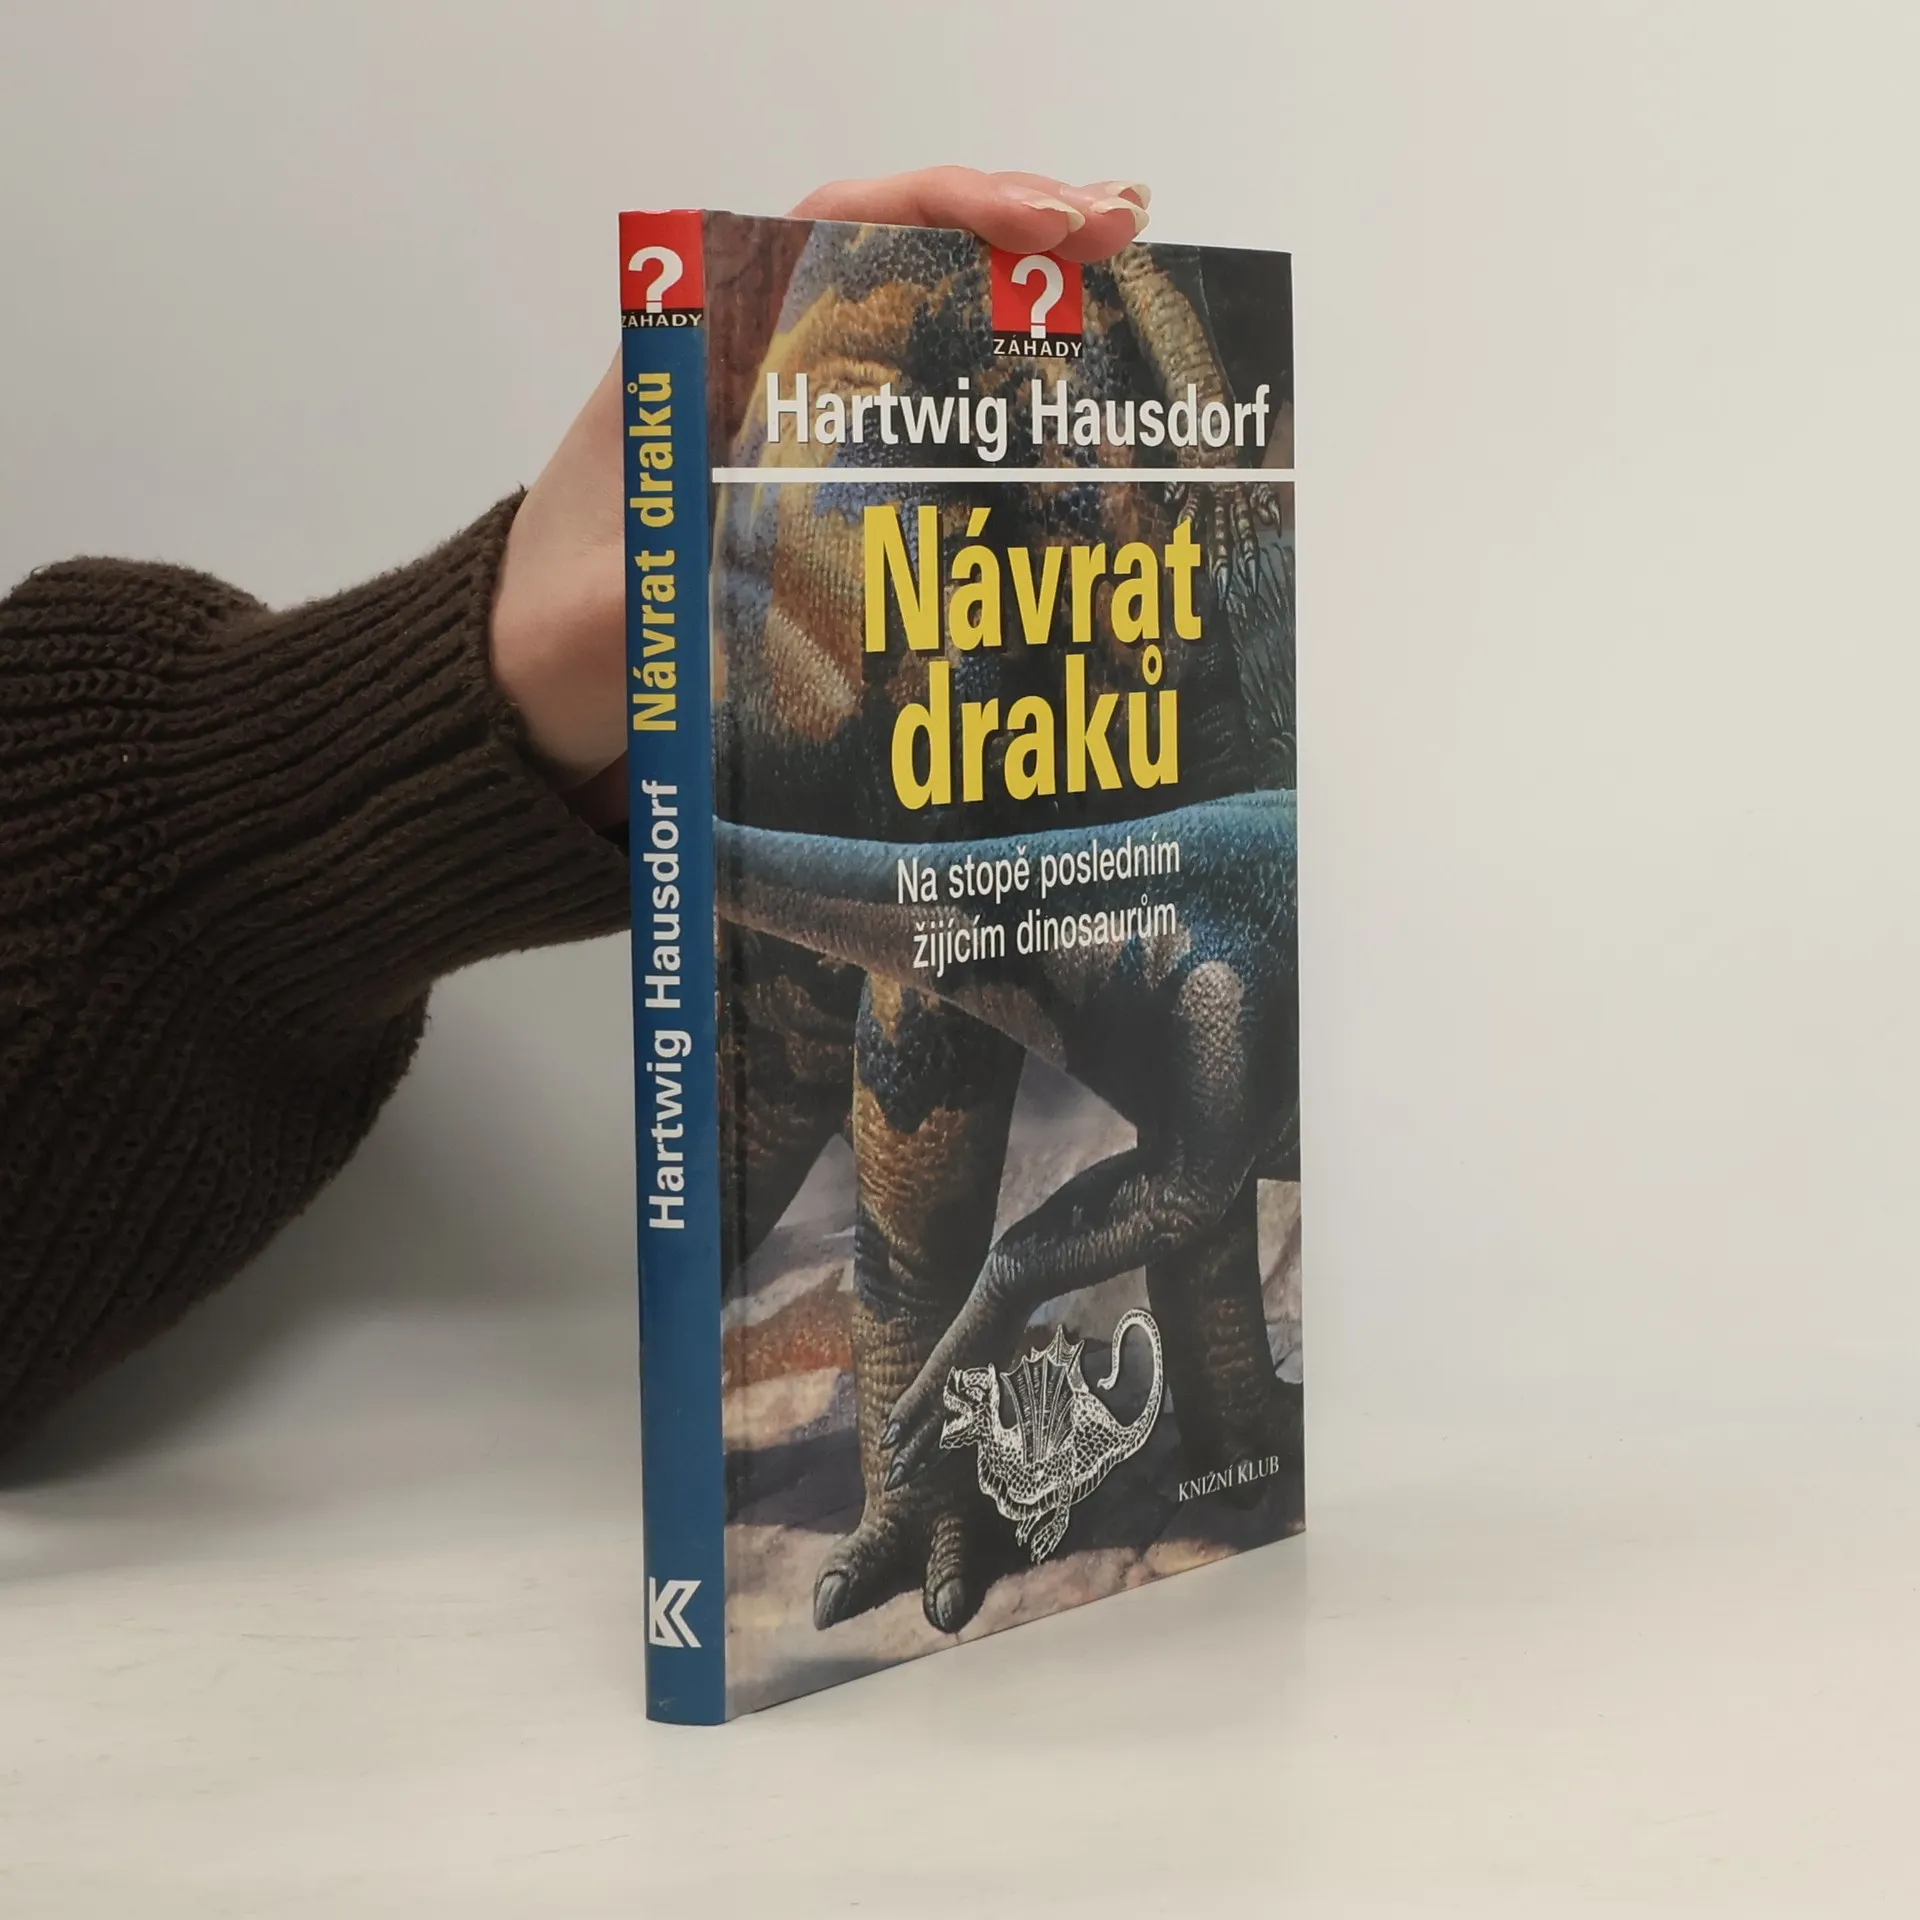 ?
ZÁHADY
Hartwig Hausdorf Návrat draků
?
ZÁHADY
Hartwig Hausdorf
Návrat
draků
Na stopě posledním
žijícím dinosaurům
KNIŽNÍ KLUB